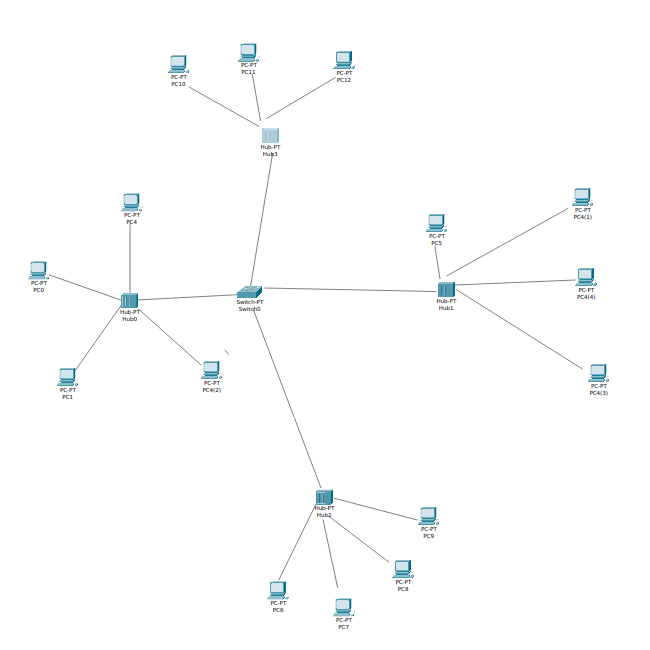 PC-PT
PC10
PC-PT
PC11
PC-PT
PC12
Hub-PT
Hub3
PC-PT
PC4
PC-PT
PC5
PC-PT
PC4(1)
PC-PT
PC0
Hub-PT
Hub0
Switch-PT
Switch0
Hub-PT
Hub1
PC-PT
PC4(4)
PC-PT
PC1
PC-PT
PC4(2)
PC-PT
PC4(3)
Hub-PT
Hub2
PC-PT
PC9
PC-PT
PC8
PC-PT
PC6
PC-PT
PC7